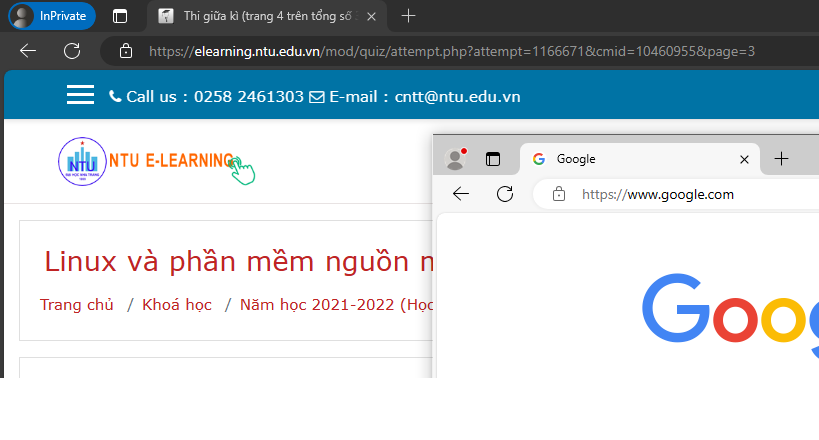 InPrivate
Thi giữa kì (trang 4 trên tổng số
https://elearning.ntu.edu.vn/mod/quiz/attempt.php?attempt=1166671&cmid=10460955&page=3
Call us : 0258 2461303 E-mail : cntt@ntu.edu.vn
NTU
NTU E-LEARNING
Google
https://www.google.com
Linux và phần mềm nguồn m
Trang chủ / Khoá học / Năm học 2021-2022 (Học
Goog